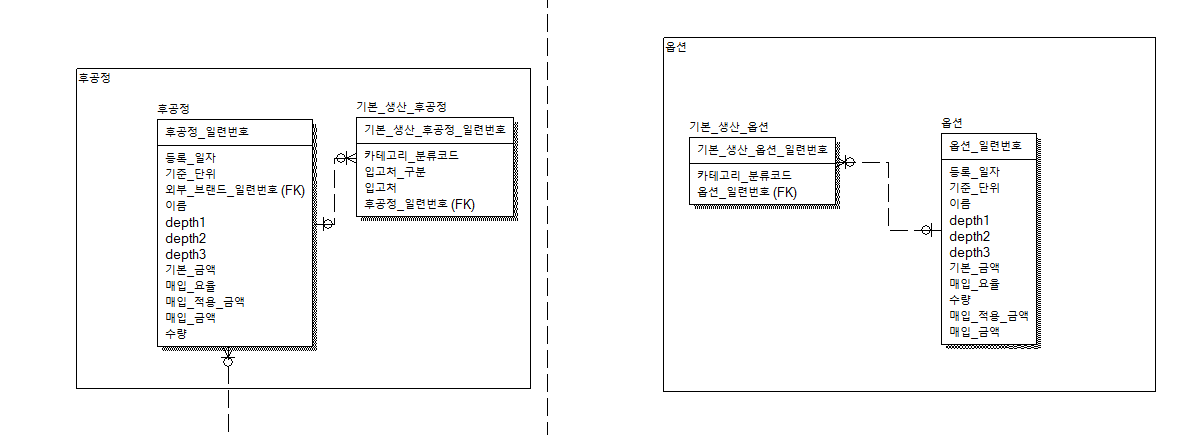 후공정
후공정
후공정_일련번호
등록_일자
기준_단위
외부_브랜드_일련번호 (FK)
이름
depth1
depth2
depth3
기본_금액
매입_요율
매입_적용_금액
매입_금액
수량
기본_생산_후공정
기본_생산_후공정_일련번호
카테고리_분류코드
입고처_구분
입고처
후공정_일련번호 (FK)
옵션
기본_생산_옵션
기본_생산_옵션_일련번호
카테고리_분류코드
옵션_일련번호 (FK)
옵션
옵션_일련번호
등록_일자
기준_단위
이름
depth1
depth2
depth3
기본_금액
매입_요율
수량
매입_적용_금액
매입_금액